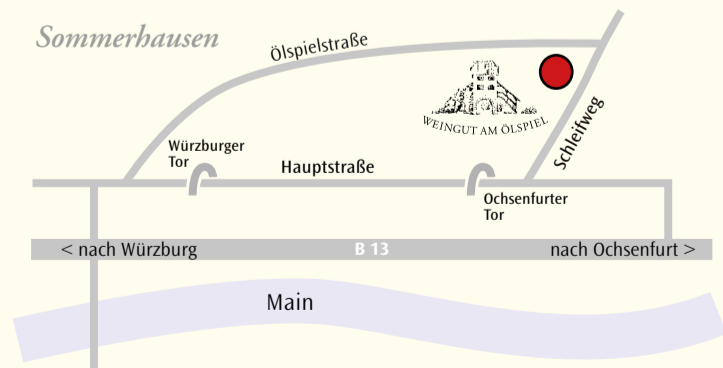 Sommerhausen
Ölspielstraße
WEINGUT AM ÖLSPIEL
Schleifweg
Würzburger
Tor
Hauptstraße
Ochsenfurter
Tor
< nach Würzburg
B 13
nach Ochsenfurt >
Main